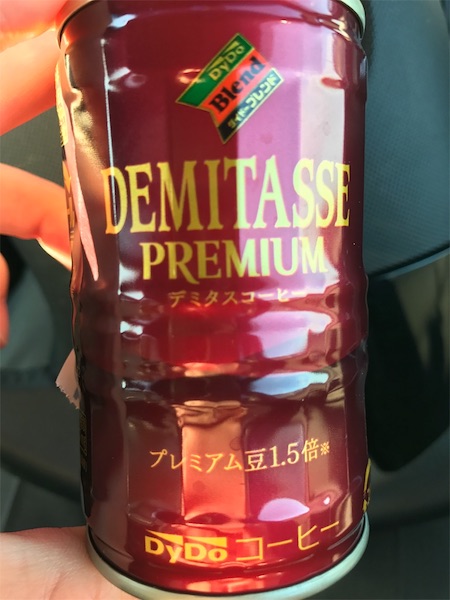 DyDo
Blend
ダイドーブレンド
DEMITASSE
PREMIUM
デミタスコーヒー
プレミアム豆1.5倍※
DyDo コーヒー